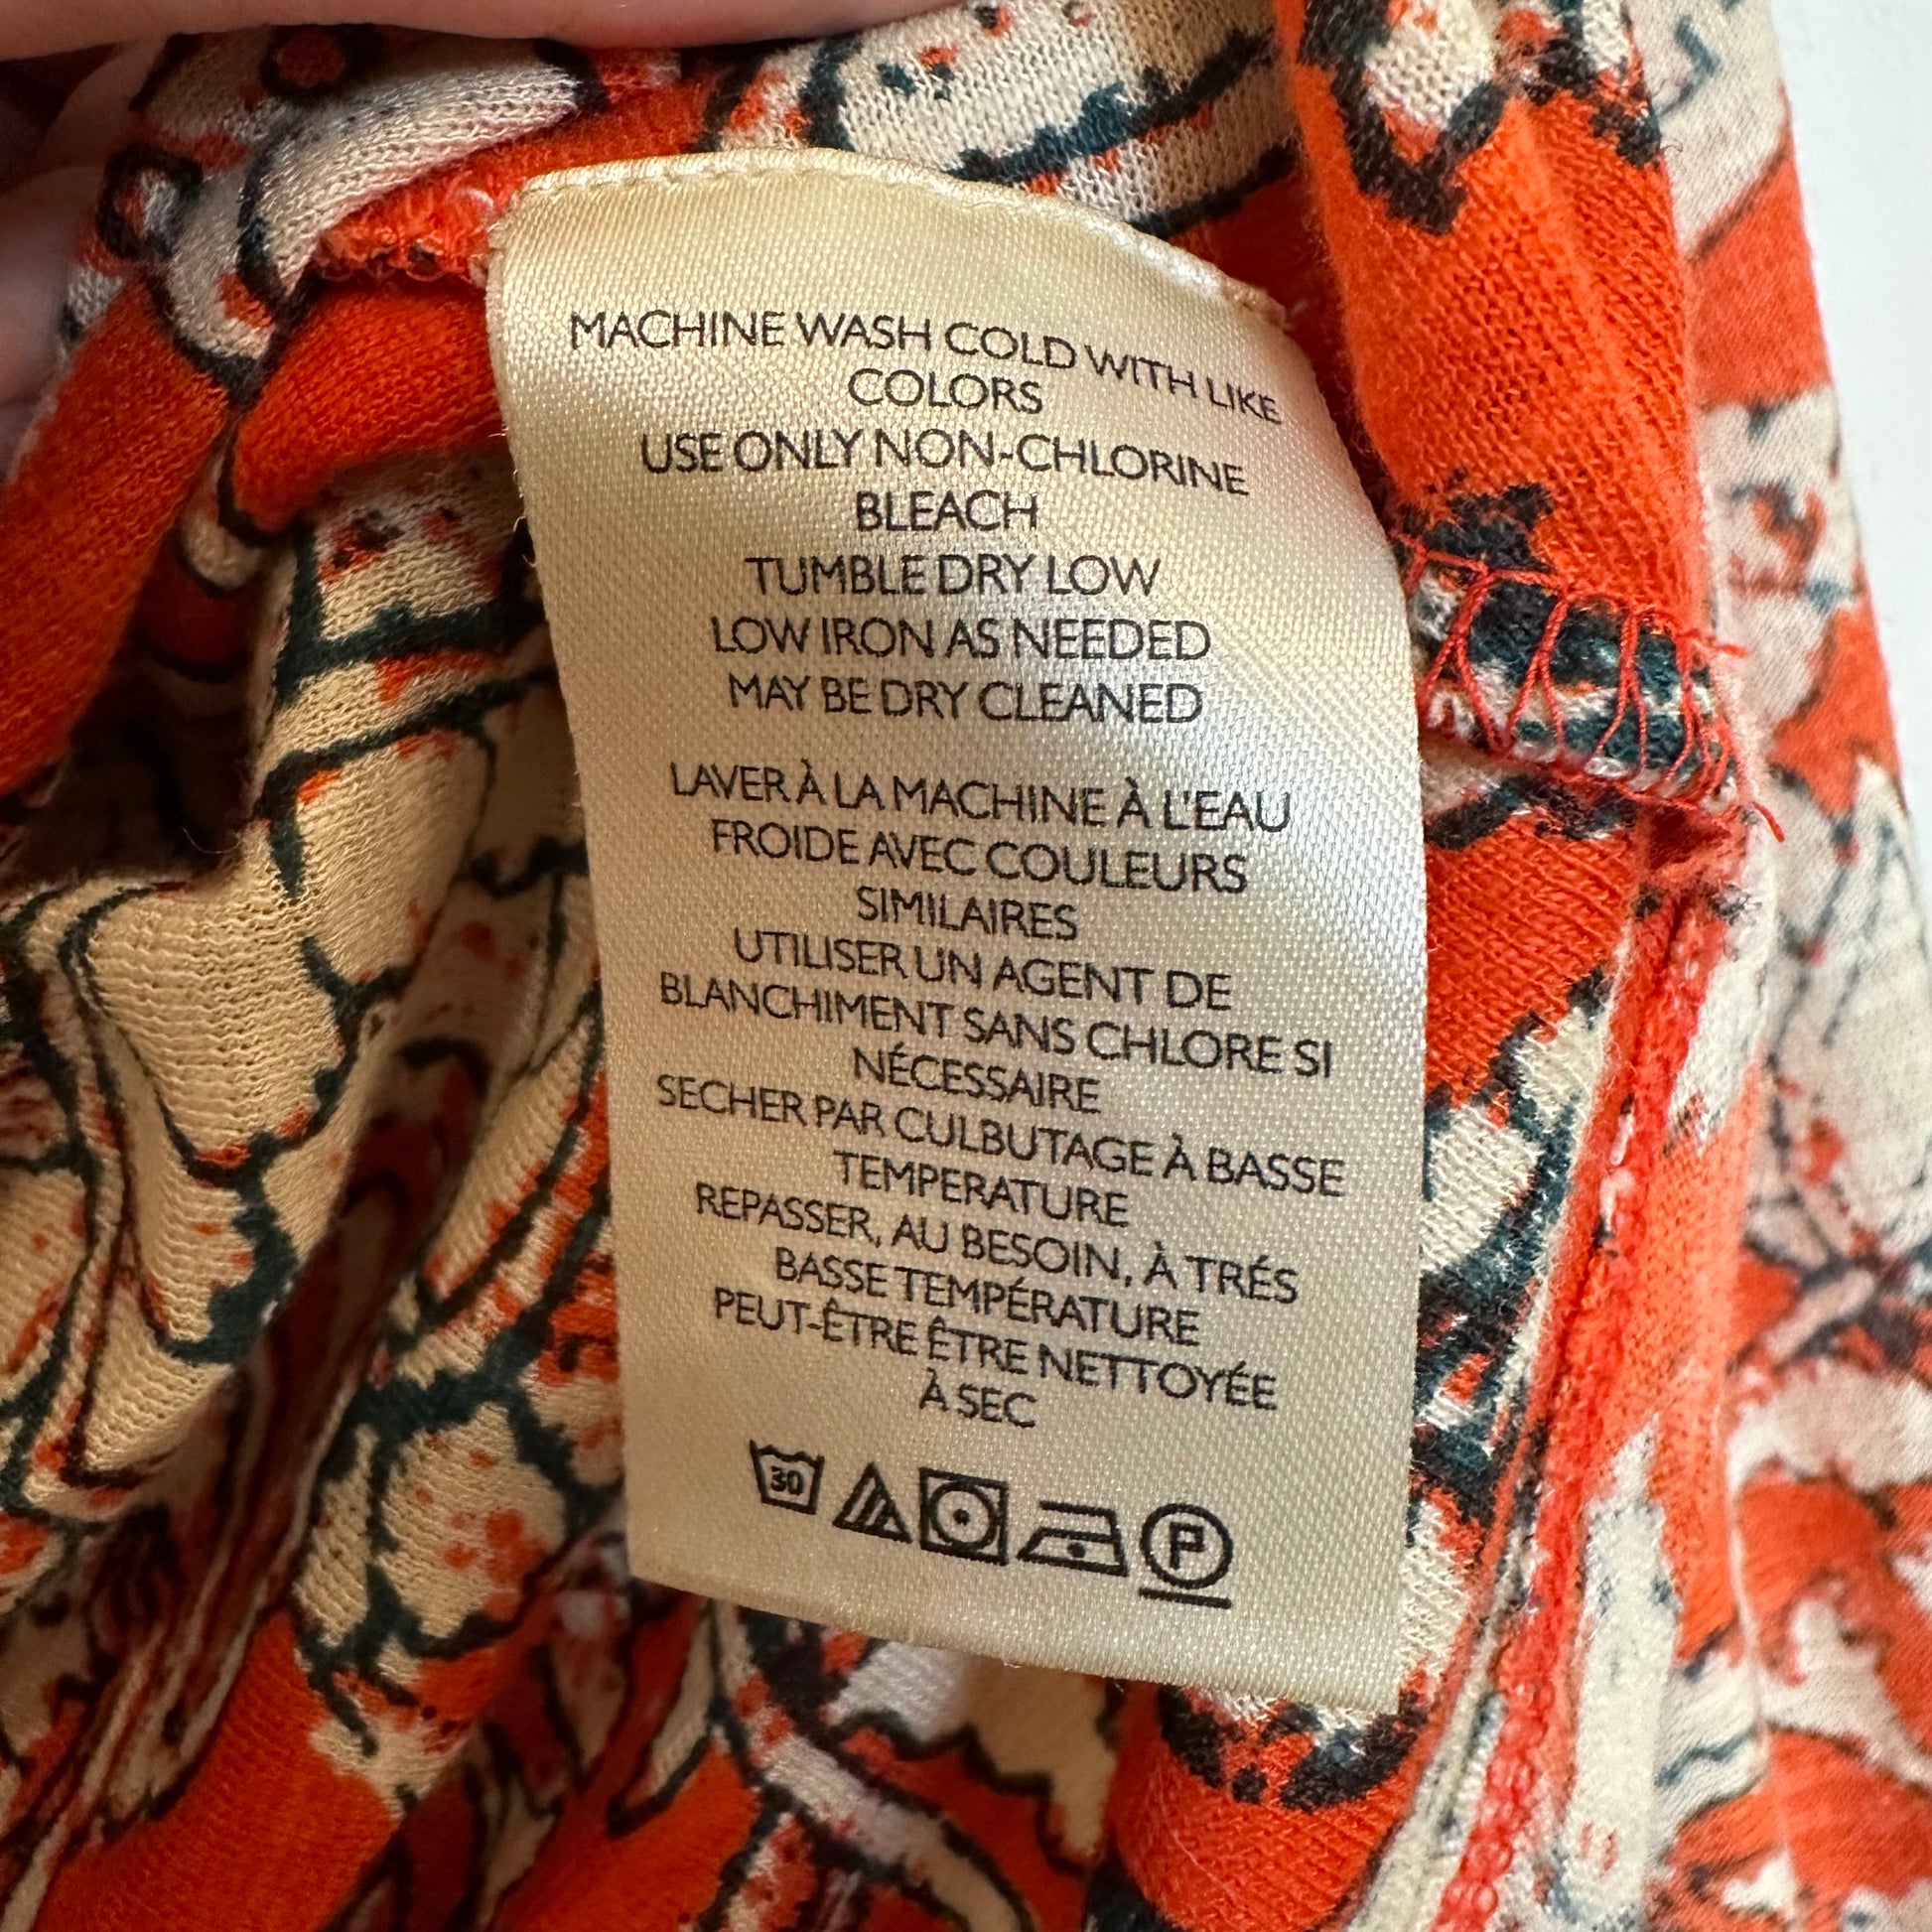 MACHINE WASH COLD WITH LIKE
COLORS
USE ONLY NON-CHLORINE
BLEACH
TUMBLE DRY LOW
LOW IRON AS NEEDED
MAY BE DRY CLEANED
LAVER À LA MACHINE À L'EAU
FROIDE AVEC COULEURS
SIMILAIRES
UTILISER UN AGENT DE
BLANCHIMENT SANS CHLORE SI
NÉCESSAIRE
SECHER PAR CULBUTAGE À BASSE
TEMPERATURE
REPASSER, AU BESOIN, À TRÉS
BASSE TEMPÉRATURE
PEUT-ÊTRE ÊTRE NETTOYÉE
À SEC
30 P